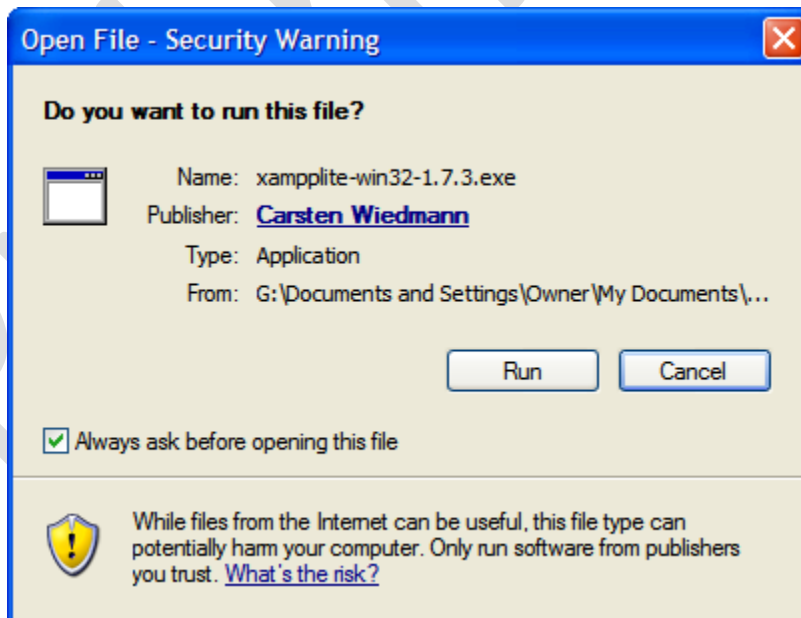 Open File - Security Warning
Do you want to run this file?
Name: xampplite-win32-1.7.3.exe
Publisher: Carsten Wiedmann
Type: Application
From: G:\Documents and Settings\Owner\My Documents\...
Run Cancel
Always ask before opening this file
While files from the Internet can be useful, this file type can
potentially harm your computer. Only run software from publishers
you trust. What's the risk?